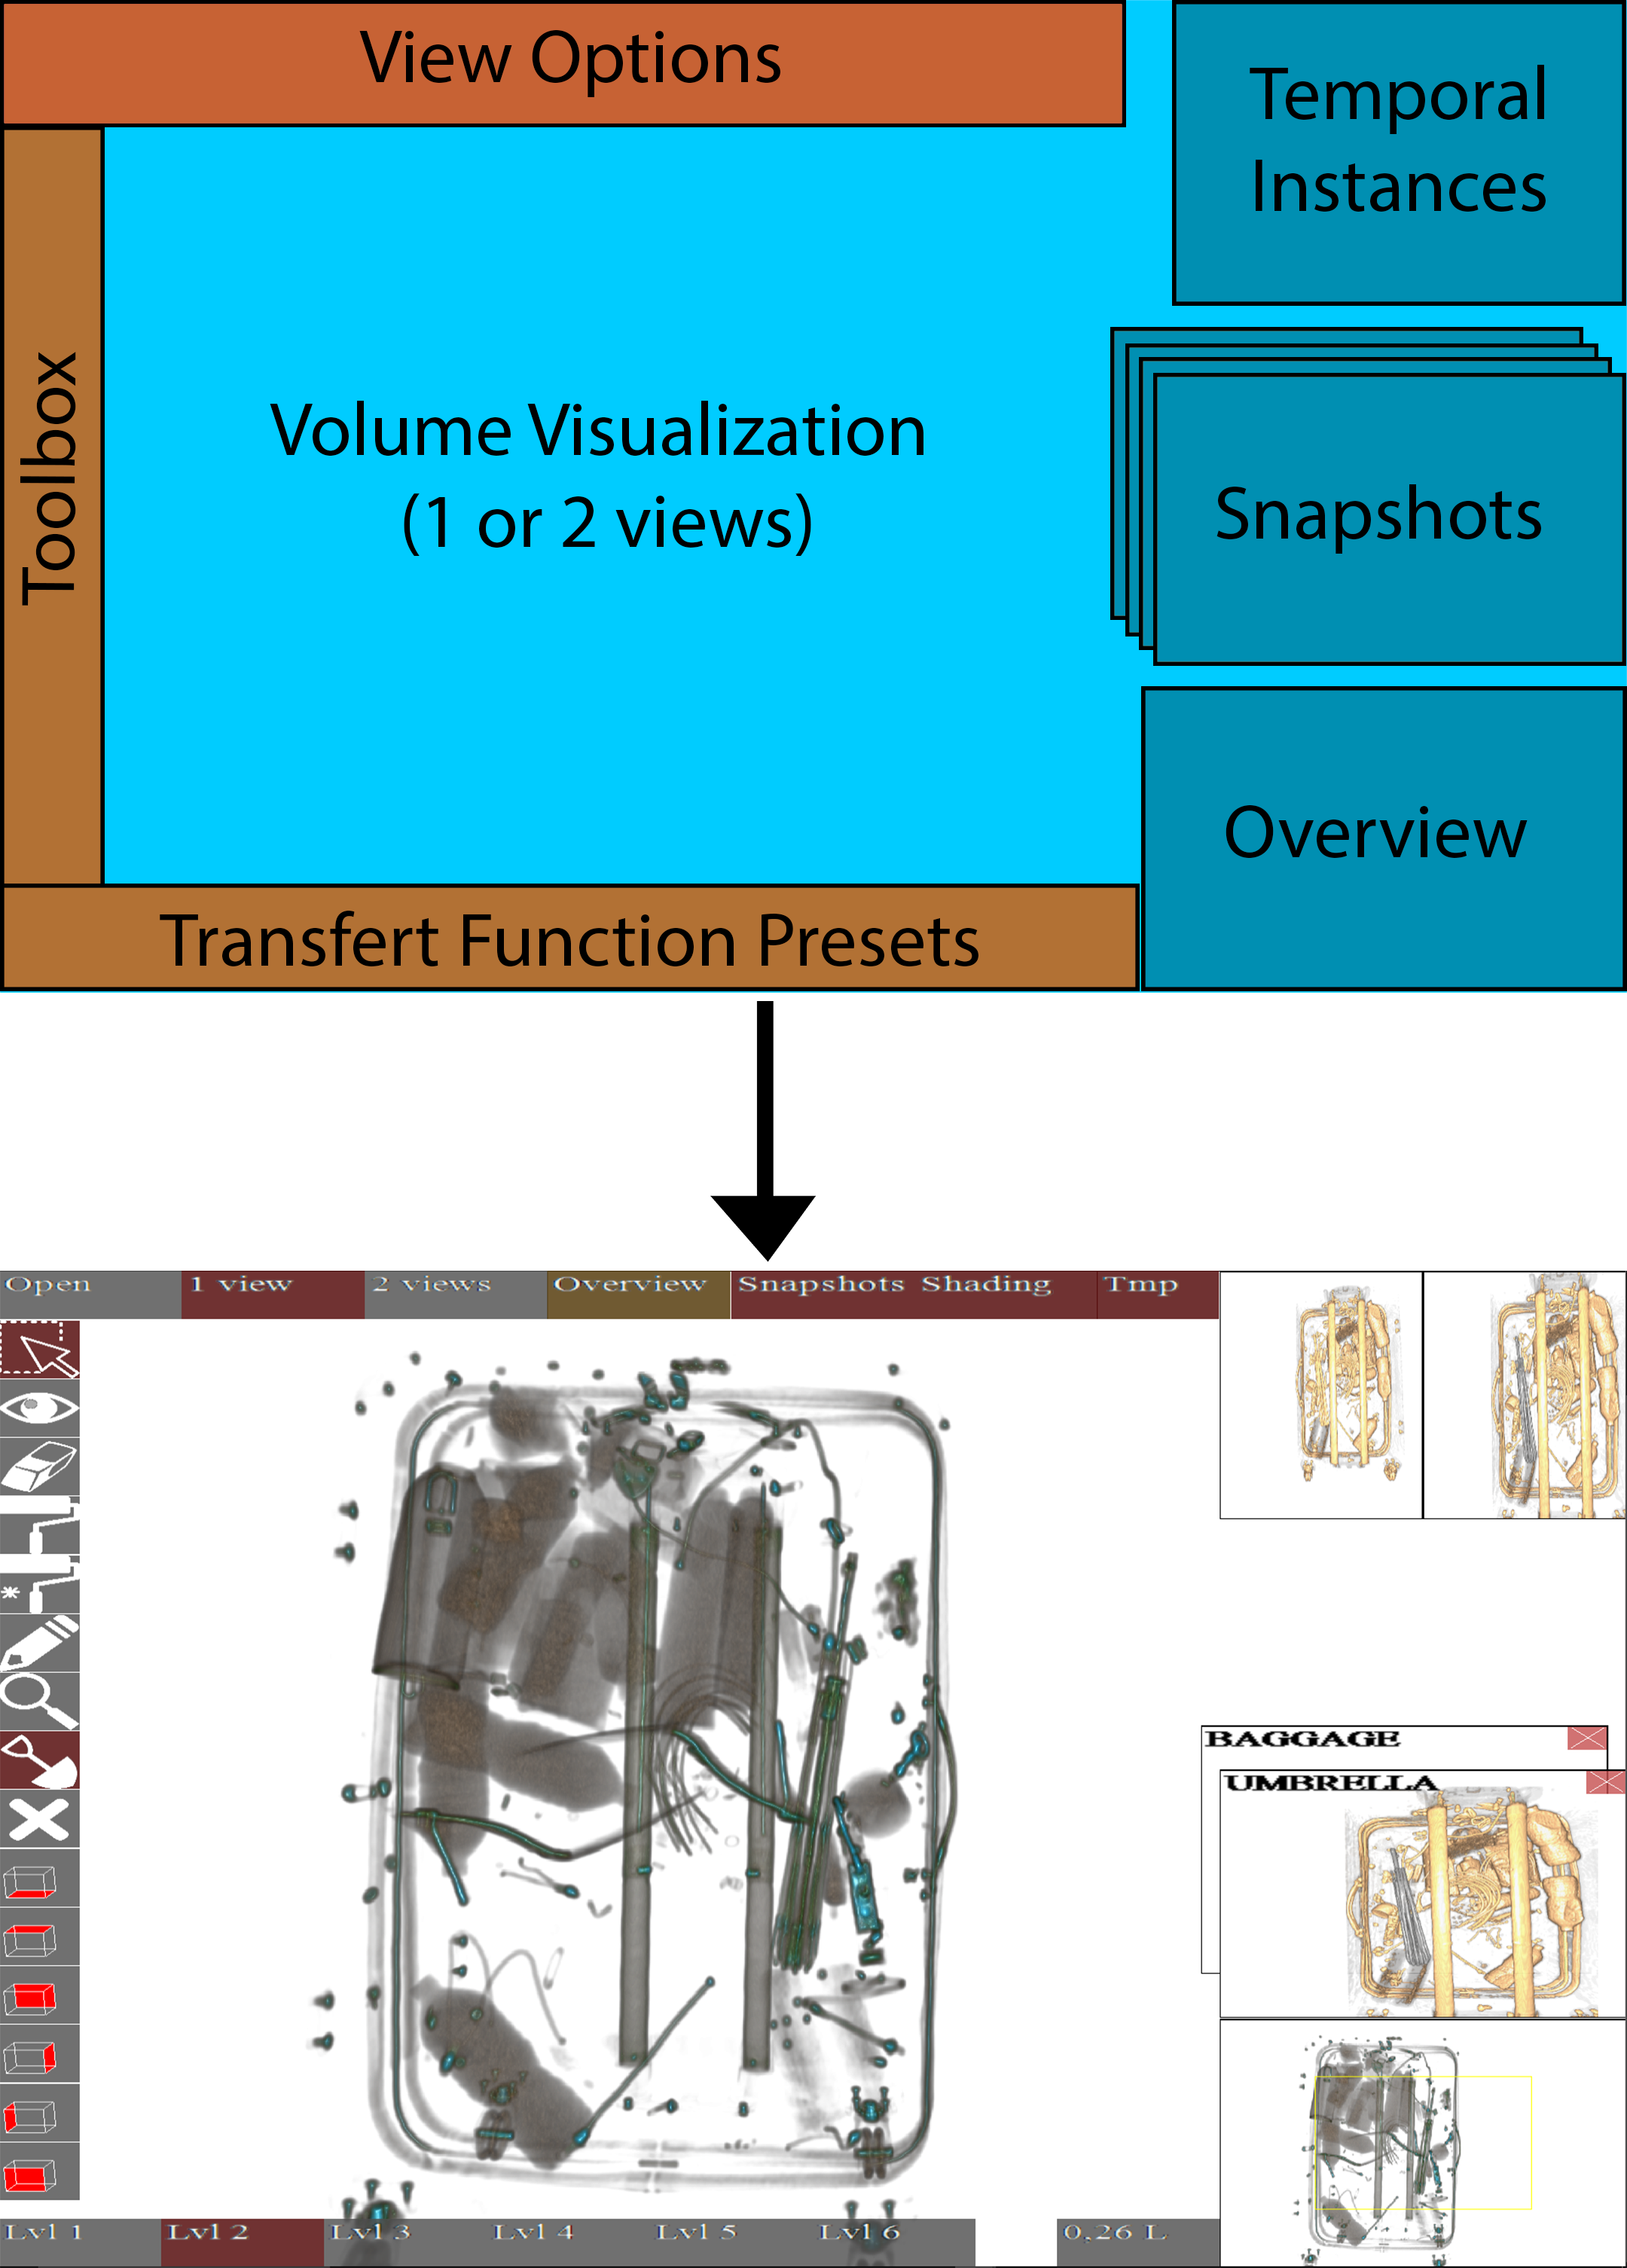 View Options
Temporal
Instances
Toolbox
Volume Visualization
(1 or 2 views)
Snapshots
Overview
Transfert Function Presets
Open
1 view
2 views
Overview
Snapshots
Shading
Tmp
BAGGAGE
UMBRELLA
Lvl 1
Lvl 2
Lvl 3
Lvl 4
Lvl 5
Lvl 6
0,26 L